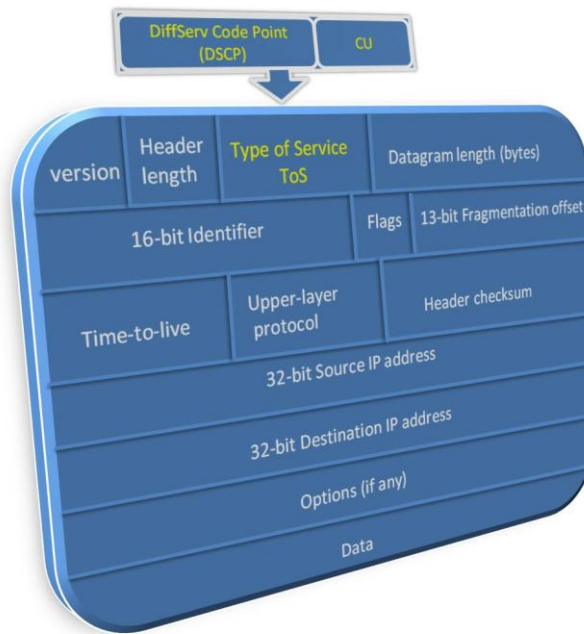 DiffServ Code Point
(DSCP)
CU
version
Header
length
Type of Service
ToS
Datagram length (bytes)
16-bit Identifier
Flags
13-bit Fragmentation offset
Time-to-live
Upper-layer
protocol
Header checksum
32-bit Source IP address
32-bit Destination IP address
Options (if any)
Data